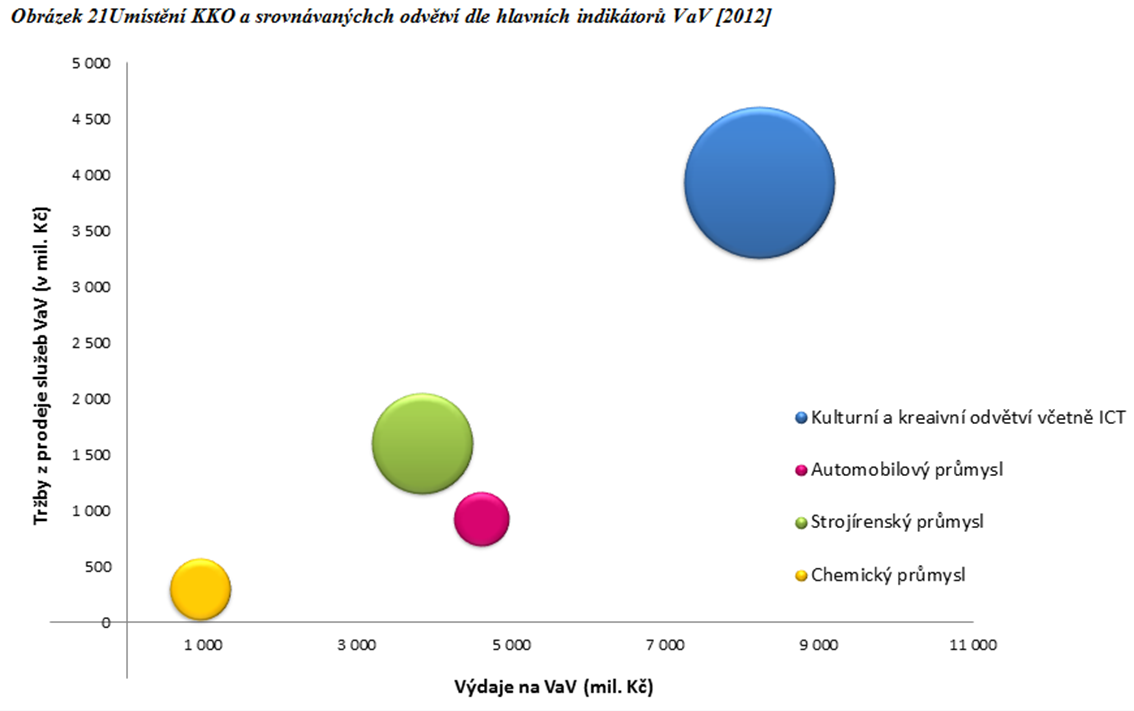 Obrázek 21Umístění KKO a srovnávanýchch odvětví dle hlavních indikátorů VaV [2012]
5 000
4 500
4 000
3 500
3 000
2 500
2 000
1 500
1 000
500
0
Tržby z prodeje služeb VaV (v mil. Kč)
Kulturní a kreaivní odvětví včetně ICT
Automobilový průmysl
Strojírenský průmysl
Chemický průmysl
1 000 3 000 5 000 7 000 9 000 11 000
Výdaje na VaV (mil. Kč)